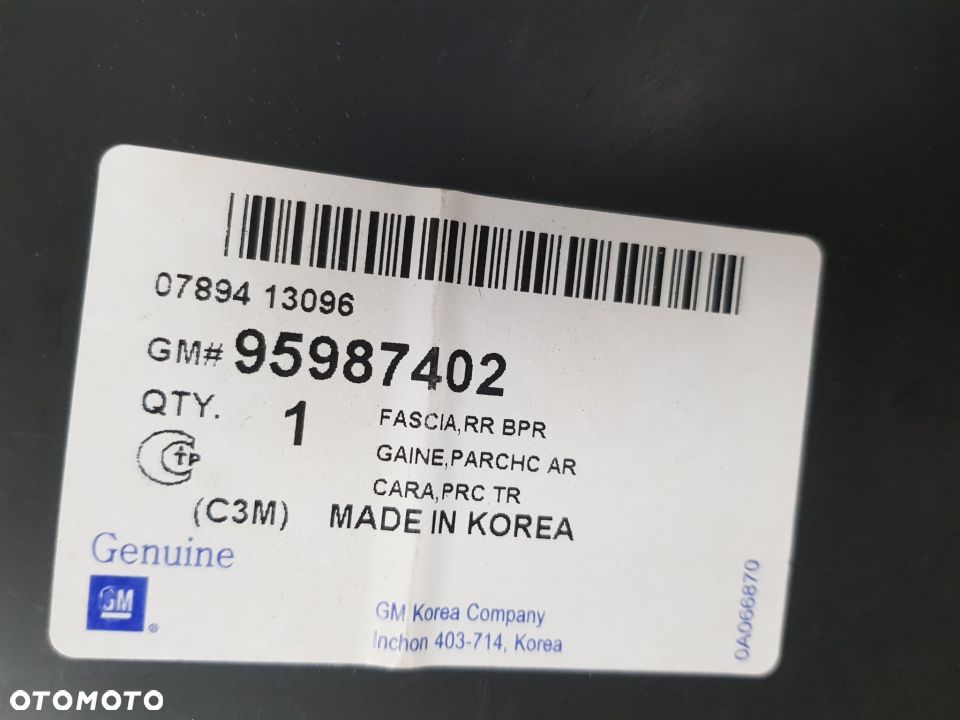 07894 13096
GM# 95987402
QTY. 1
FASCIA,RR BPR
GAINE,PARCHC AR
CARA,PRC TR
(C3M) MADE IN KOREA
Genuine
GM
®
GM Korea Company
Inchon 403-714, Korea
0A066870
OTOMOTO